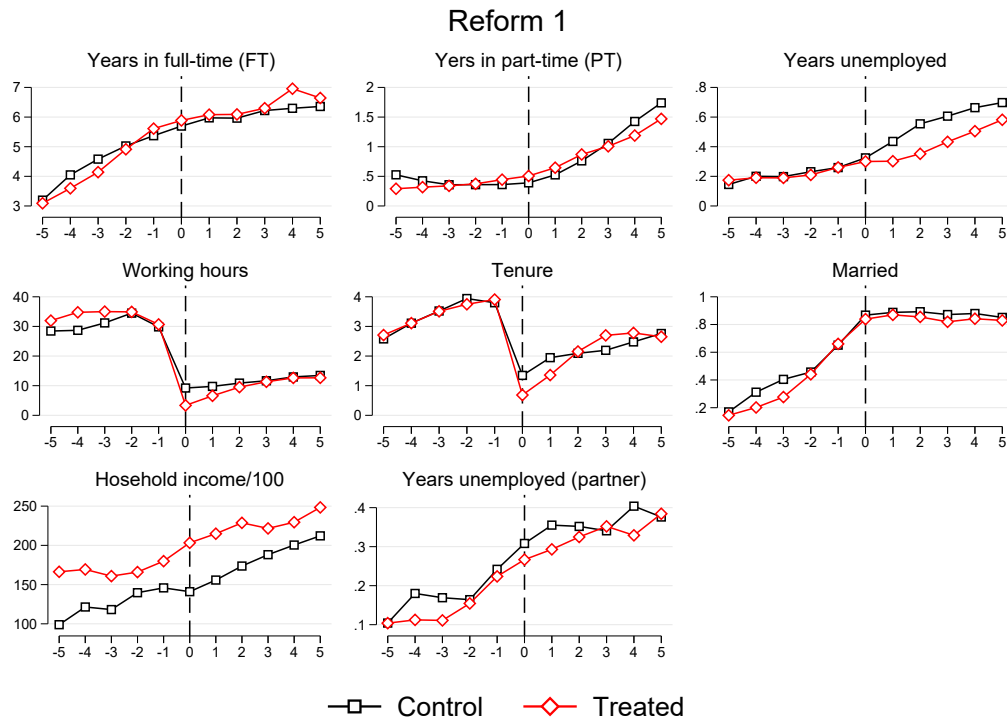 Reform 1
Years in full-time (FT)
7
6
5
4
3
-5 -4 -3 -2 -1 0 1 2 3 4 5
Yers in part-time (PT)
2
1.5
1
.5
0
-5 -4 -3 -2 -1 0 1 2 3 4 5
Years unemployed
.8
.6
.4
.2
0
-5 -4 -3 -2 -1 0 1 2 3 4 5
Working hours
40
30
20
10
0
-5 -4 -3 -2 -1 0 1 2 3 4 5
Tenure
4
3
2
1
0
-5 -4 -3 -2 -1 0 1 2 3 4 5
Married
1
.8
.6
.4
.2
-5 -4 -3 -2 -1 0 1 2 3 4 5
Hosehold income/100
250
200
150
100
-5 -4 -3 -2 -1 0 1 2 3 4 5
Years unemployed (partner)
.4
.3
.2
.1
-5 -4 -3 -2 -1 0 1 2 3 4 5
Control Treated